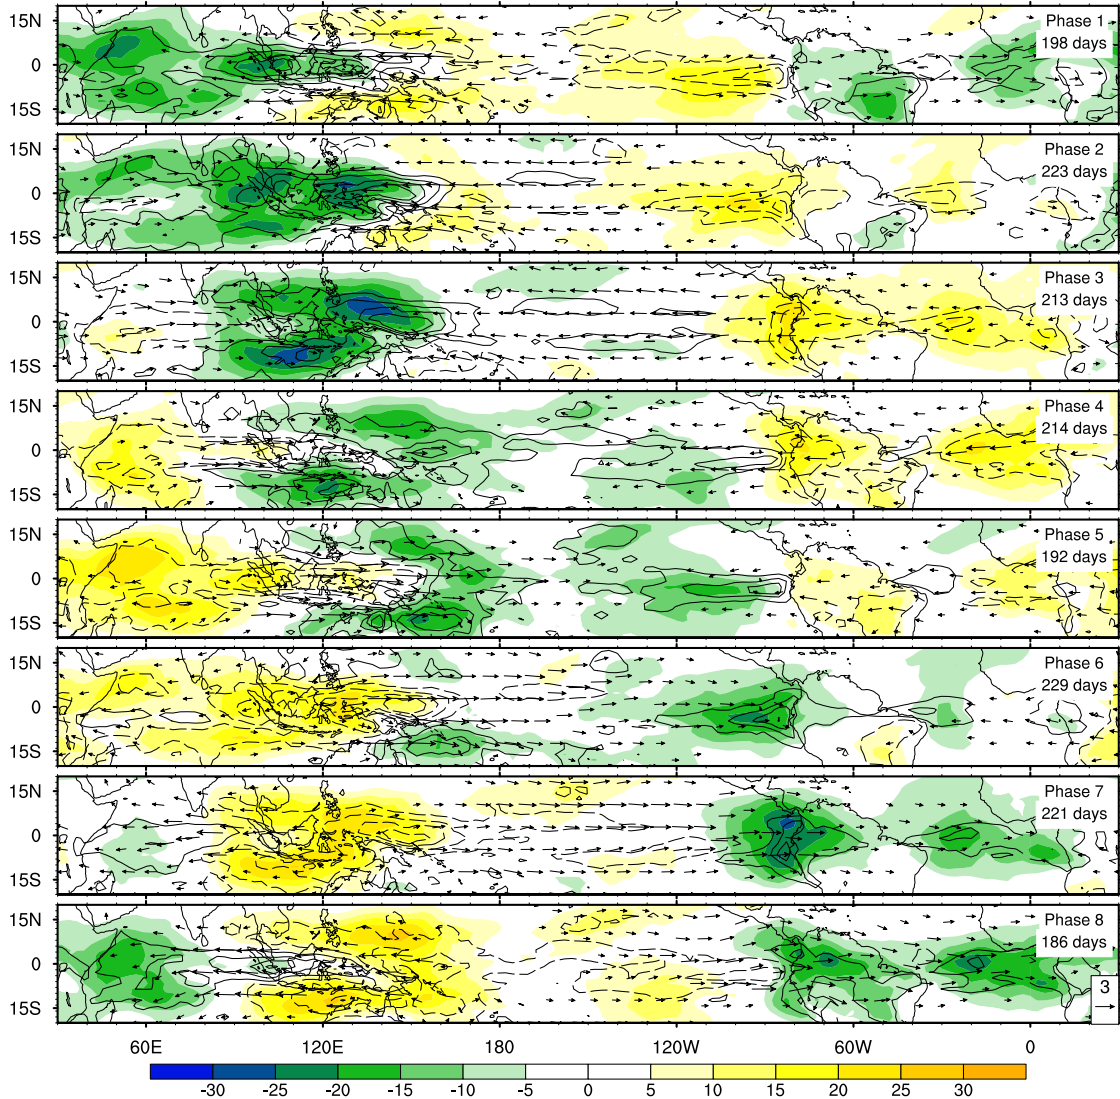 15N
0
15S
Phase 1
198 days
15N
0
15S
Phase 2
223 days
15N
0
15S
Phase 3
213 days
15N
0
15S
Phase 4
214 days
15N
0
15S
Phase 5
192 days
15N
0
15S
Phase 6
229 days
15N
0
15S
Phase 7
221 days
15N
0
15S
Phase 8
186 days
3
60E 120E 180 120W 60W 0
-30 -25 -20 -15 -10 -5 0 5 10 15 20 25 30